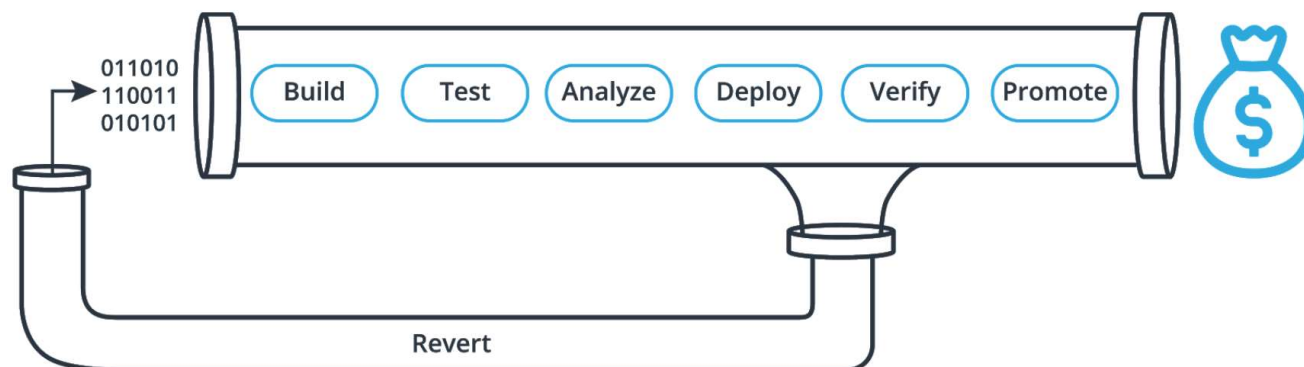 011010
110011
010101
Build Test Analyze Deploy Verify Promote
$
Revert